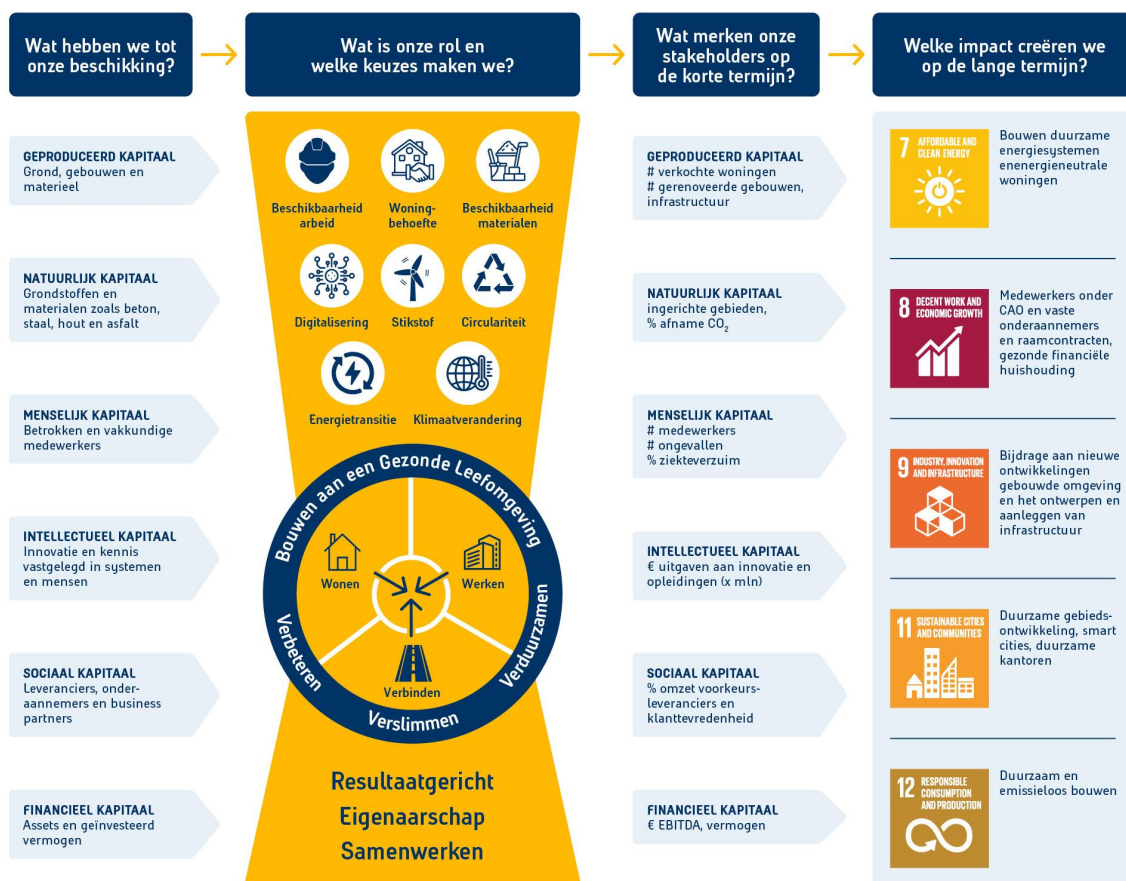 Wat hebben we tot
onze beschikking?
Wat is onze rol en
welke keuzes maken we?
Wat merken onze
stakeholders op
de korte termijn?
Welke impact creëren we
op de lange termijn?
GEPRODUCEERD KAPITAAL
Grond, gebouwen en
materieel
NATUURLIJK KAPITAAL
Grondstoffen en
materialen zoals beton,
staal, hout en asfalt
MENSELIJK KAPITAAL
Betrokken en vakkundige
medewerkers
INTELLECTUEEL KAPITAAL
Innovatie en kennis
vastgelegd in systemen
en mensen
SOCIAAL KAPITAAL
Leveranciers, onder-
aannemers en business
partners
FINANCIEEL KAPITAAL
Assets en geïnvesteerd
vermogen
Beschikbaarheid
arbeid
Woning-
behoefte
Beschikbaarheid
materialen
Digitalisering
Stikstof
Circulariteit
Energietransitie
Klimaatverandering
Bouwen aan een Gezonde Leefomgeving
Wonen
Werken
Verbinden
Verbeteren
Verslimmen
Verduurzamen
Resultaatgericht
Eigenaarschap
Samenwerken
GEPRODUCEERD KAPITAAL
# verkochte woningen
# gerenoveerde gebouwen,
infrastructuur
NATUURLIJK KAPITAAL
ingerichte gebieden,
% afname CO₂
MENSELIJK KAPITAAL
# medewerkers
# ongevallen
% ziekteverzuim
INTELLECTUEEL KAPITAAL
€ uitgaven aan innovatie en
opleidingen (x mln)
SOCIAAL KAPITAAL
% omzet voorkeurs-
leveranciers en
klanttevredenheid
FINANCIEEL KAPITAAL
€ EBITDA, vermogen
7 AFFORDABLE AND
CLEAN ENERGY
Bouwen duurzame
energiesystemen
enenergieneutrale
woningen
8 DECENT WORK AND
ECONOMIC GROWTH
Medewerkers onder
CAO en vaste
onderaannemers
en raamcontracten,
gezonde financiële
huishouding
9 INDUSTRY, INNOVATION
AND INFRASTRUCTURE
Bijdrage aan nieuwe
ontwikkelingen
gebouwde omgeving
en het ontwerpen en
aanleggen van
infrastructuur
11 SUSTAINABLE CITIES
AND COMMUNITIES
Duurzame gebieds-
ontwikkeling, smart
cities, duurzame
kantoren
12 RESPONSIBLE
CONSUMPTION
AND PRODUCTION
Duurzaam en
emissieloos bouwen